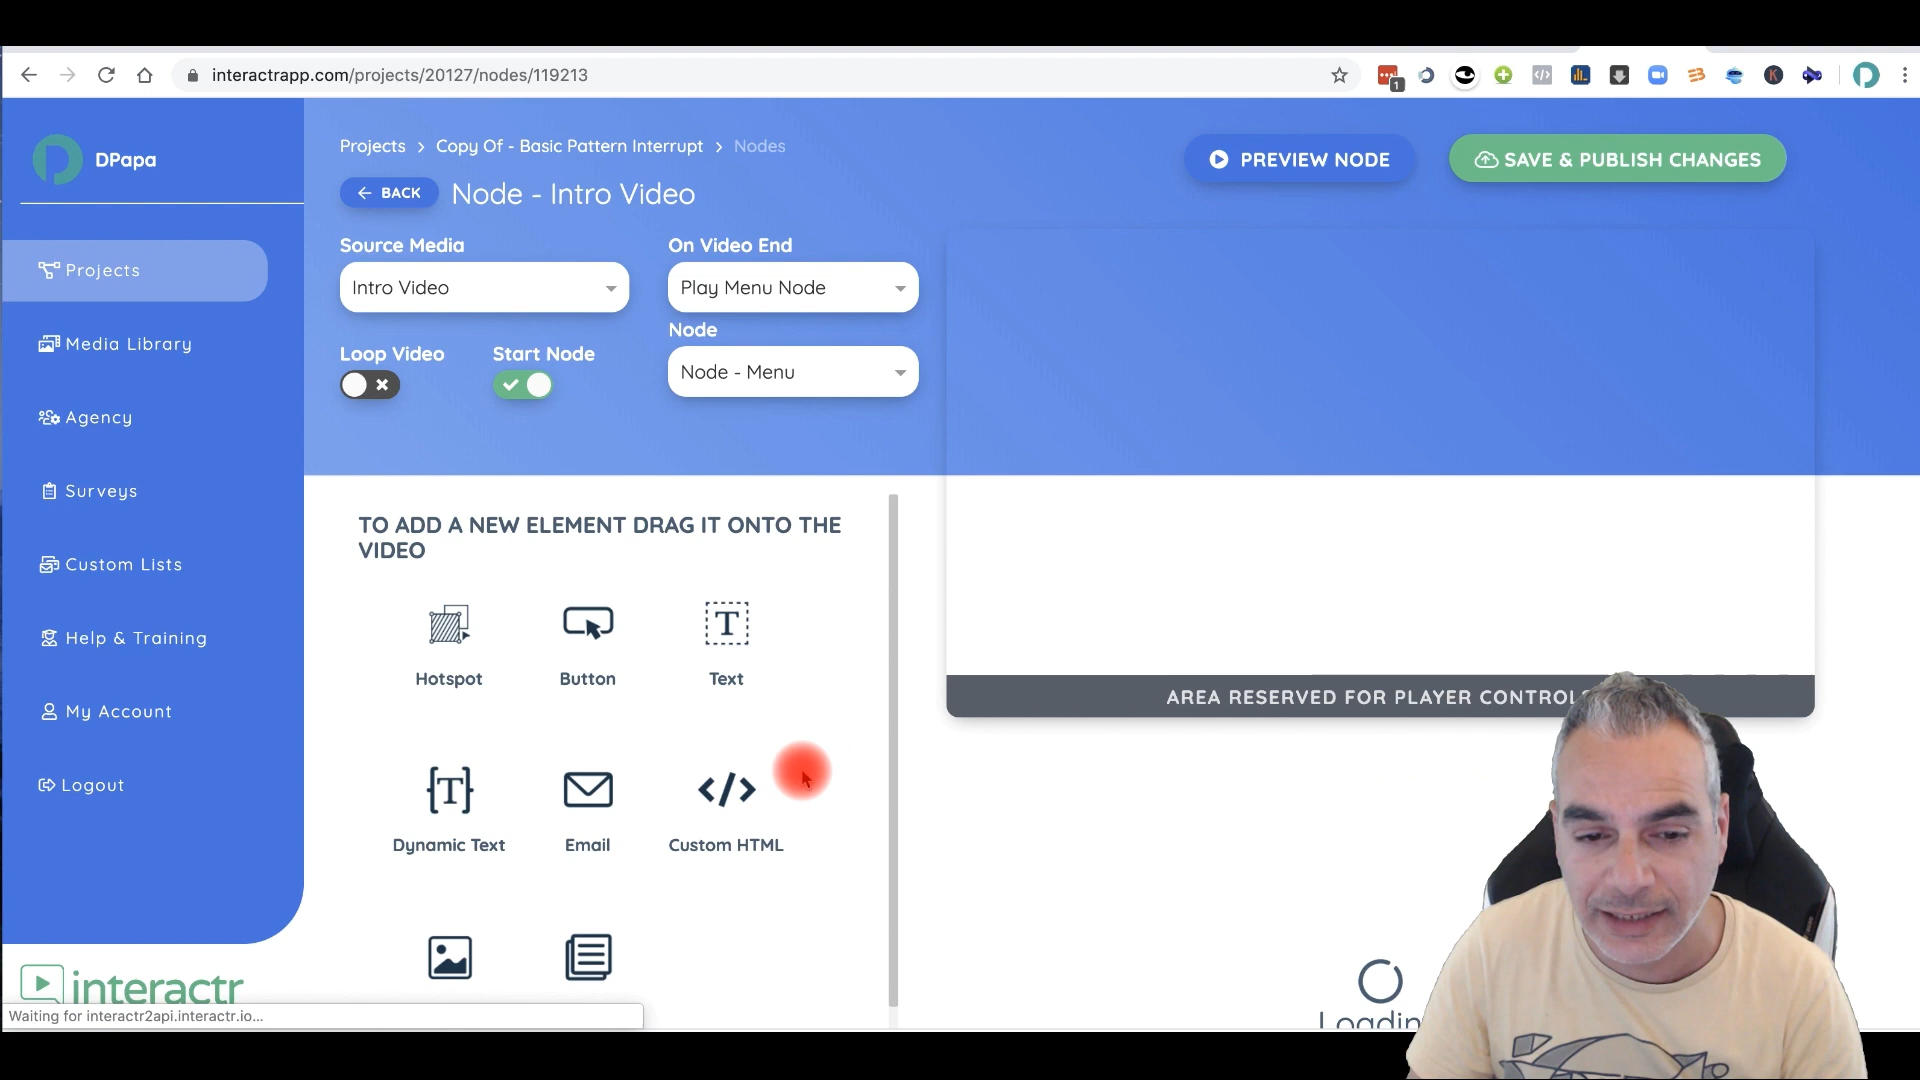 interactrapp.com/projects/20127/nodes/119213
1
DPapa
Projects > Copy Of - Basic Pattern Interrupt > Nodes
PREVIEW NODE
SAVE & PUBLISH CHANGES
BACK
Node - Intro Video
Source Media
On Video End
Intro Video
Play Menu Node
Node
Loop Video
Start Node
Node - Menu
Projects
Media Library
Agency
Surveys
Custom Lists
Help & Training
My Account
Logout
TO ADD A NEW ELEMENT DRAG IT ONTO THE
VIDEO
Hotspot
Button
Text
Dynamic Text
Email
Custom HTML
AREA RESERVED FOR PLAYER CONTROLS
interactr
Waiting for interactr2api.interactr.io...
Loadin